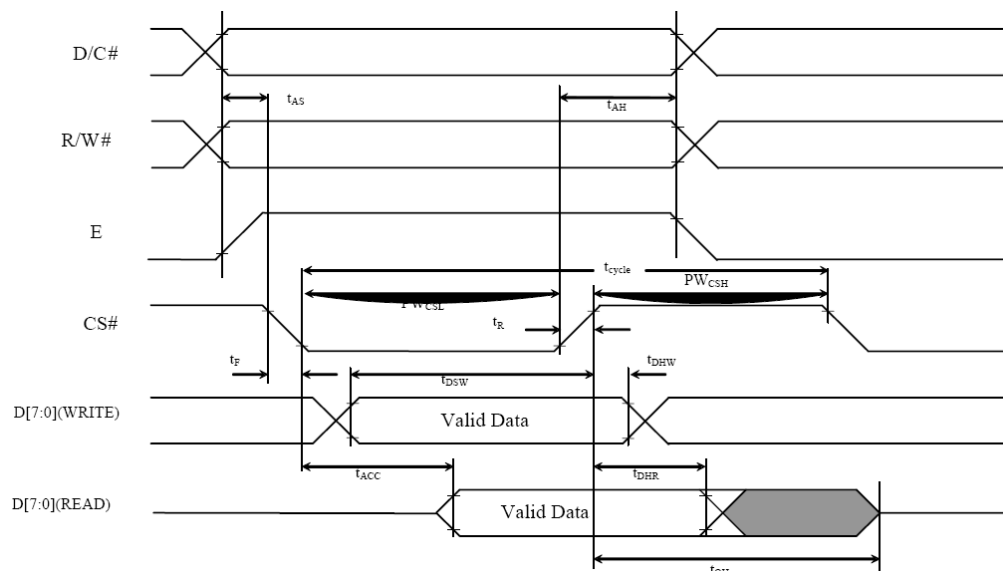 D/C#
tAS
tAH
R/W#
E
tcycle
PWCSL
PWCSH
CS#
tR
tF
tDSW
tDHW
D[7:0](WRITE)
Valid Data
tACC
tDHR
D[7:0](READ)
Valid Data